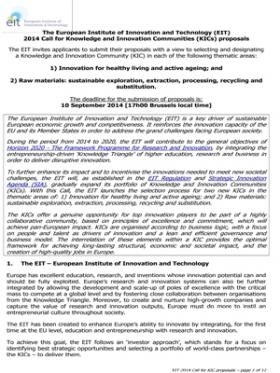 eit
European Institute of
Innovation & Technology
The European Institute of Innovation and Technology (EIT)
2014 Call for Knowledge and Innovation Communities (KICs) proposals
The EIT invites applicants to submit their proposals with a view to selecting and designating
a Knowledge and Innovation Community (KIC) in each of the following thematic areas:
1) Innovation for healthy living and active ageing; and
2) Raw materials: sustainable exploration, extraction, processing, recycling and
substitution.
The deadline for the submission of proposals is:
10 September 2014 [17h00 Brussels local time]
The European Institute of Innovation and Technology (EIT) is a key driver of sustainable
European economic growth and competitiveness. It reinforces the innovation capacity of the
EU and its Member States in order to address the grand challenges facing European society.
During the period from 2014 to 2020, the EIT will contribute to the general objectives of
Horizon 2020 - The Framework Programme for Research and Innovation, by integrating the
entrepreneurship-driven 'Knowledge Triangle' of higher education, research and business in
order to deliver disruptive innovation.
To further enhance its impact and to incentivise the innovations needed to meet new societal
challenges, the EIT will, as established in the EIT Regulation and Strategic Innovation
Agenda (SIA), gradually expand its portfolio of Knowledge and Innovation Communities
(KICs). With this Call, the EIT launches the selection process for two new KICs in the
thematic areas of: 1) Innovation for healthy living and active ageing; and 2) Raw materials:
sustainable exploration, extraction, processing, recycling and substitution.
The KICs offer a genuine opportunity for top innovation players to be part of a highly-
collaborative community, based on principles of excellence and commitment, which will
achieve pan-European impact. KICs are organised according to business logic, with a focus
on people and talent as drivers of innovation and a lean and efficient governance and
business model. The interrelation of these elements within a KIC provides the optimal
framework for achieving long-lasting structural, economic and societal impact, and the
creation of high-quality jobs in Europe.
1. The EIT – European Institute of Innovation and Technology
Europe has excellent education, research, and inventions whose innovation potential can and
should be fully exploited. Europe's research and innovation systems can also be further
integrated by allowing the development and scale-up of poles of excellence with the critical
mass to compete at a global level and by fostering close collaboration between organisations
from the Knowledge Triangle. Moreover, to create and nurture high-growth companies and
capture the value of research and innovation outputs, Europe must do more to instil an
entrepreneurial culture throughout society.
The EIT has been created to enhance Europe's ability to innovate by integrating, for the first
time at the EU level, education and entrepreneurship with research and innovation.
To achieve this goal, the EIT follows an 'investor approach', which stands for a focus on
identifying best strategic opportunities and selecting a portfolio of world-class partnerships –
the KICs – to deliver them.
EIT 2014 Call for KIC proposals – page 1 of 12